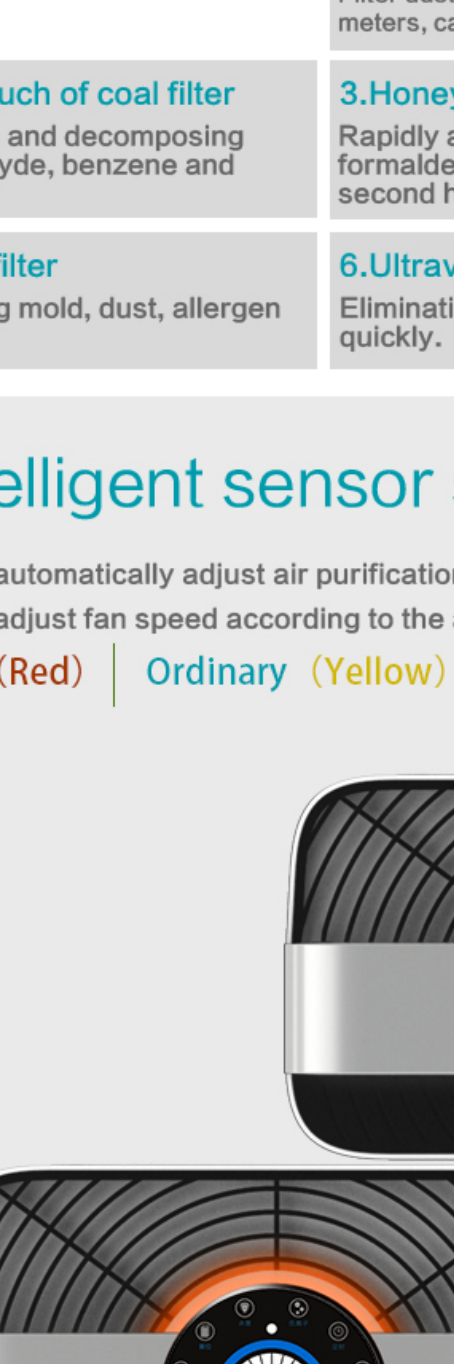 meters, ca
uch of coal filter
and decomposing
yde, benzene and
3.Honey
Rapidly a
formalde
second h
filter
g mold, dust, allergen
6.Ultrav
Eliminati
quickly.
elligent sensor
automatically adjust air purification
adjust fan speed according to the a
(Red) Ordinary (Yellow)